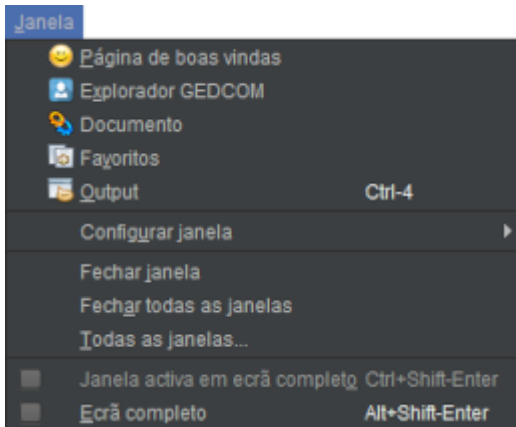 Janela
Página de boas vindas
Explorador GEDCOM
Documento
Favoritos
Output Ctrl-4
Configurar janela
Fechar janela
Fechar todas as janelas
Todas as janelas...
Janela activa em ecrã completo Ctrl+Shift-Enter
Ecrã completo Alt+Shift-Enter